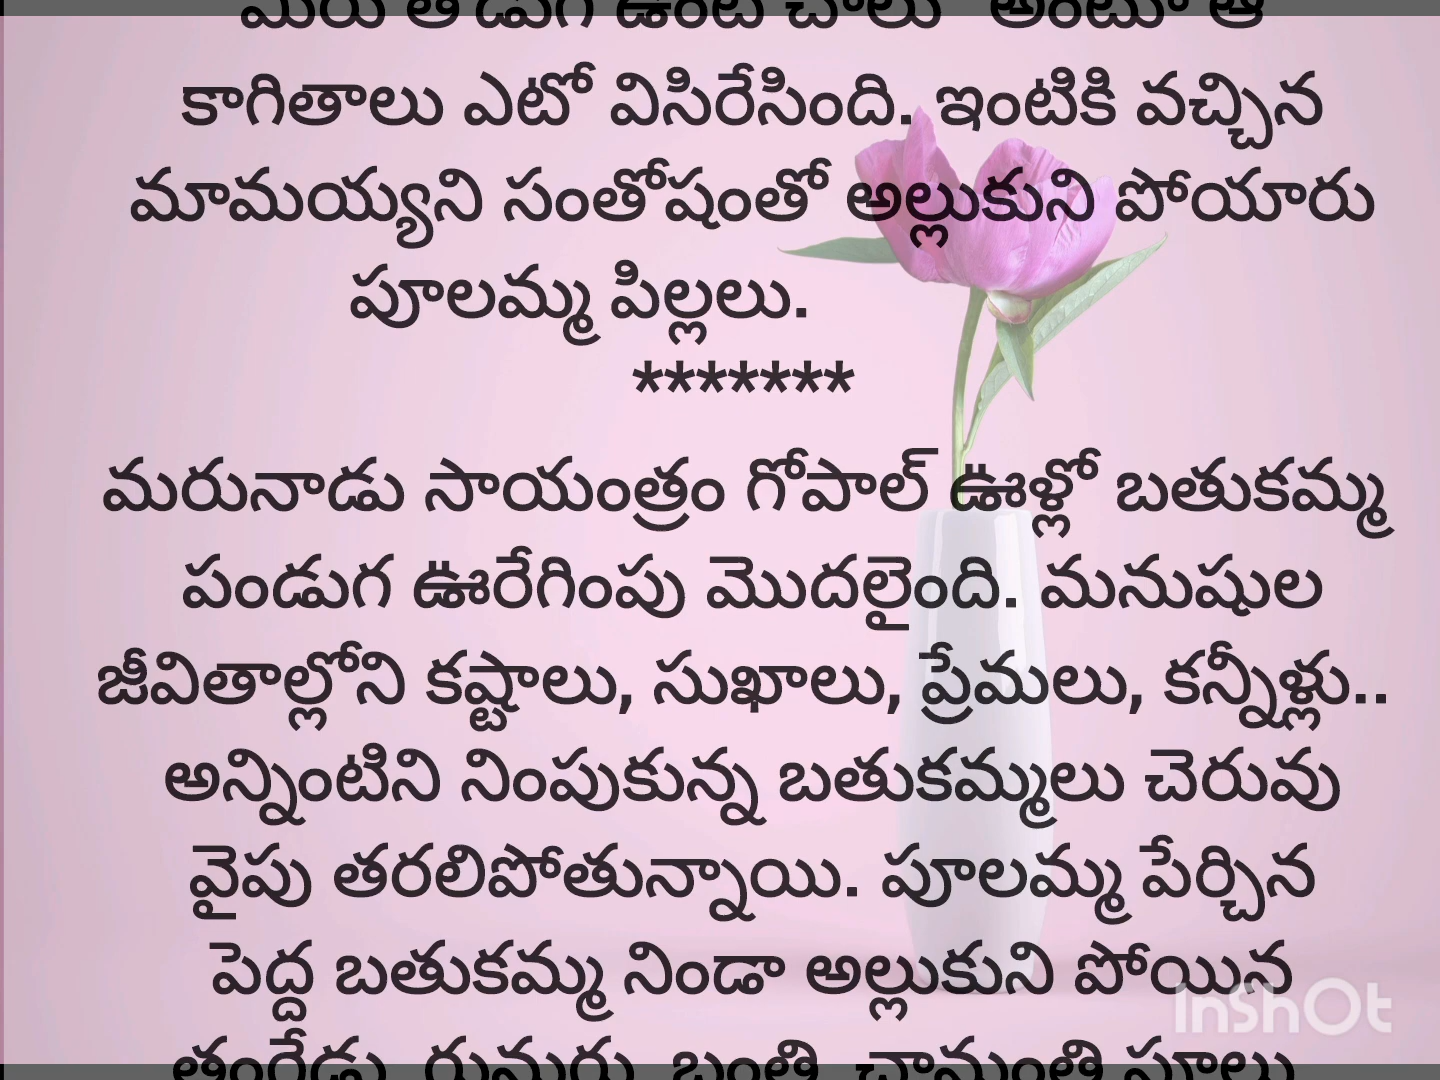 కాగితాలు ఎటో విసిరేసింది. ఇంటికి వచ్చిన
మామయ్యని సంతోషంతో అల్లుకుని పోయారు
పూలమ్మ పిల్లలు.
*******
మరునాడు సాయంత్రం గోపాల్ ఊళ్లో బతుకమ్మ
పండుగ ఊరేగింపు మొదలైంది. మనుషుల
జీవితాల్లోని కష్టాలు, సుఖాలు, ప్రేమలు, కన్నీళ్లు..
అన్నింటిని నింపుకున్న బతుకమ్మలు చెరువు
వైపు తరలిపోతున్నాయి. పూలమ్మ పేర్చిన
పెద్ద బతుకమ్మ నిండా అల్లుకుని పోయిన
InShOt